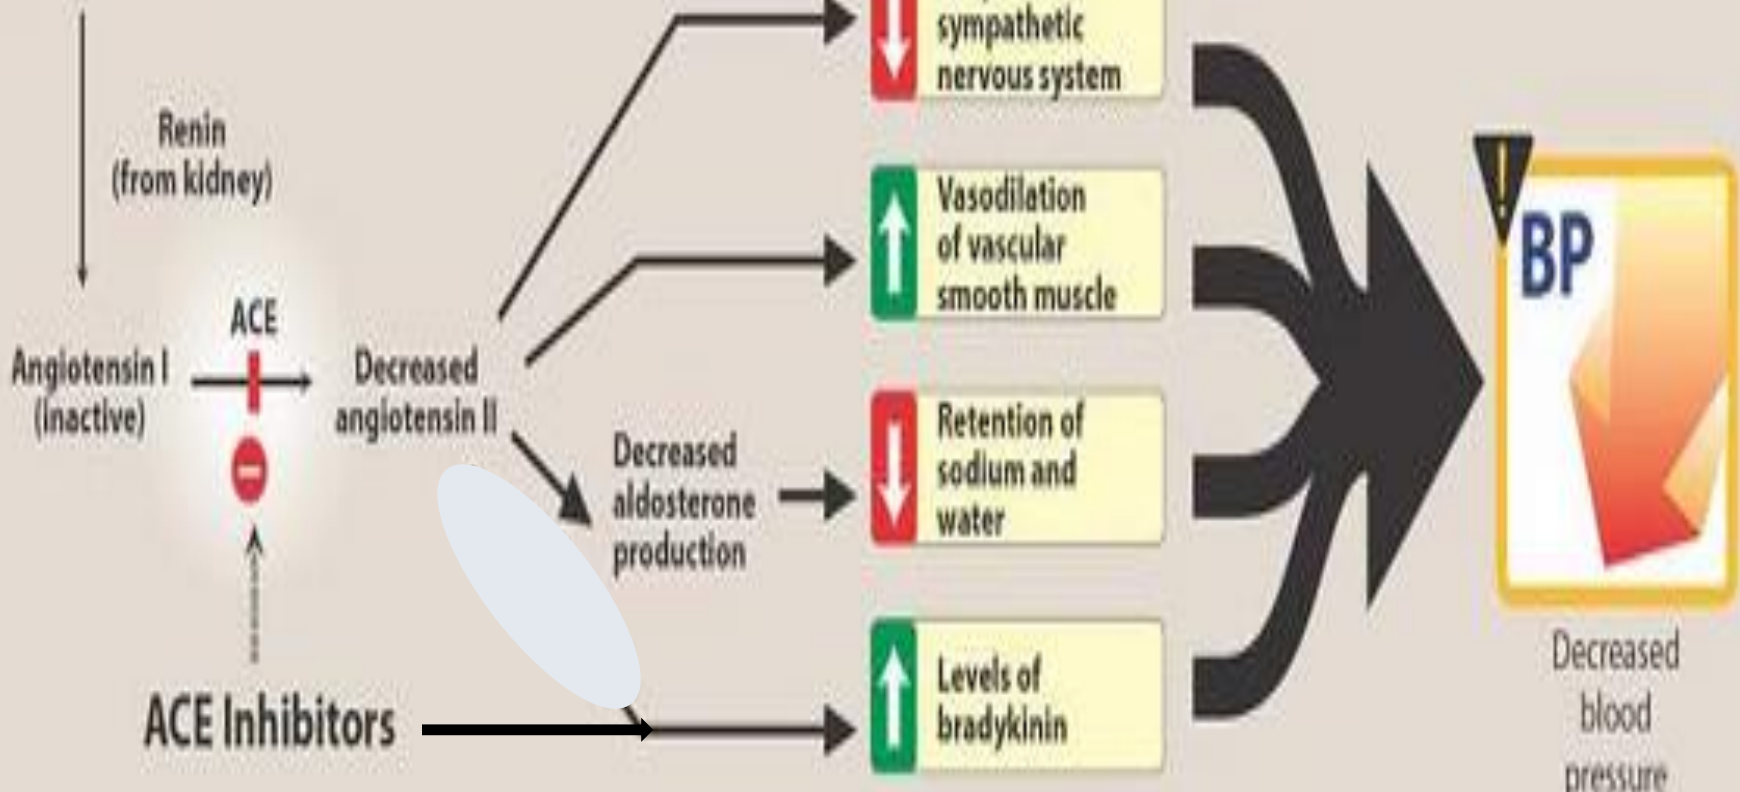 sympathetic
nervous system
Renin
(from kidney)
Vasodilation
of vascular
smooth muscle
!
BP
ACE
Angiotensin I
(inactive)
Decreased
angiotensin II
Decreased
aldosterone
production
Retention of
sodium and
water
Levels of
bradykinin
ACE Inhibitors
Decreased
blood
pressure